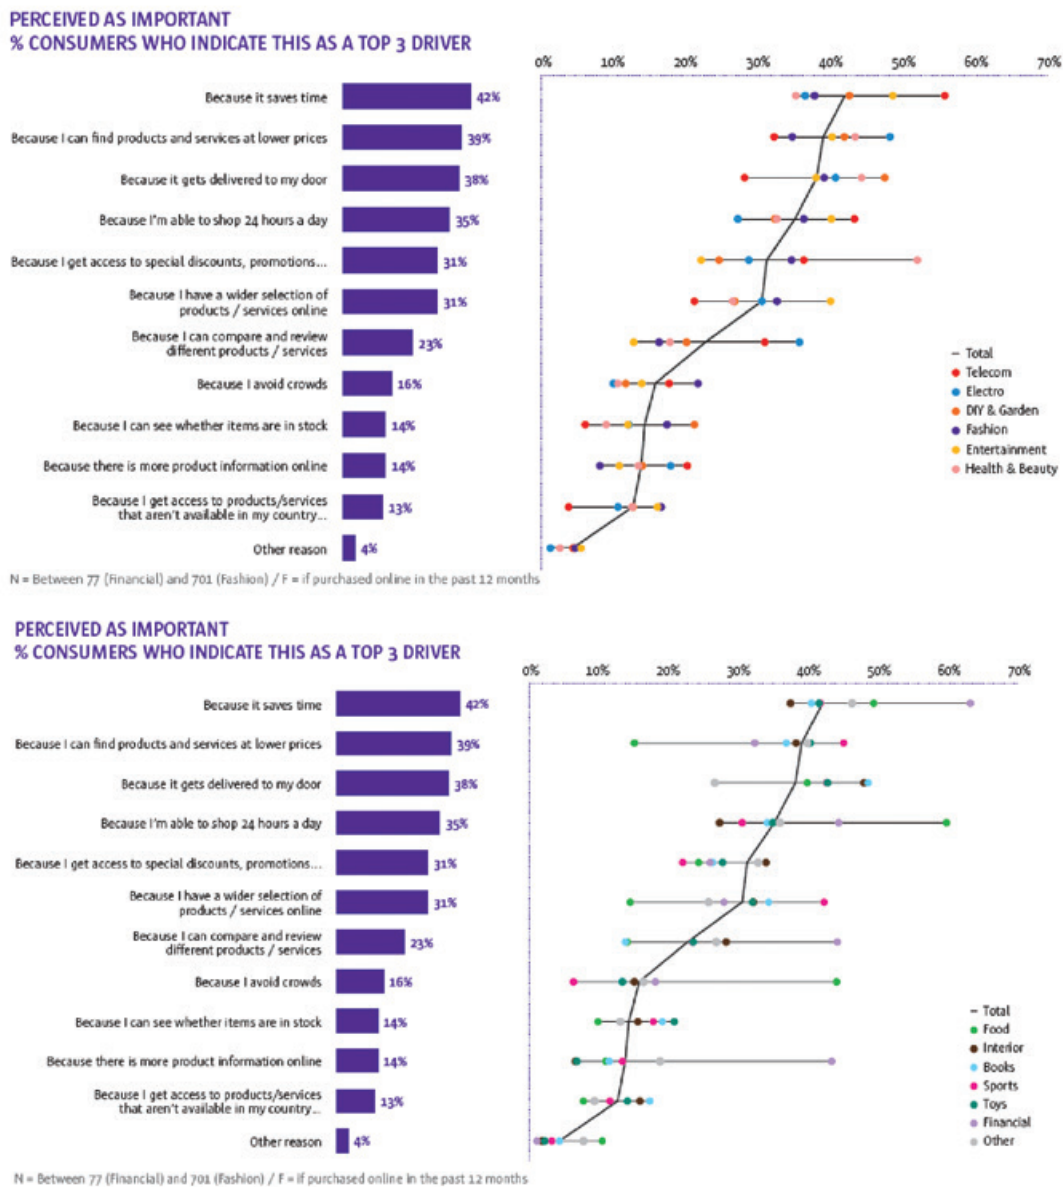 PERCEIVED AS IMPORTANT
% CONSUMERS WHO INDICATE THIS AS A TOP 3 DRIVER
0% 10% 20% 30% 40% 50% 60% 70%
Because it saves time 42%
Because I can find products and services at lower prices 39%
Because it gets delivered to my door 38%
Because I'm able to shop 24 hours a day 35%
Because I get access to special discounts, promotions... 31%
Because I have a wider selection of
products / services online 31%
Because I can compare and review
different products / services 23%
Because I avoid crowds 16%
Because I can see whether items are in stock 14%
Because there is more product information online 14%
Because I get access to products/services
that aren't available in my country... 13%
Other reason 4%
Total
Telecom
Electro
DIY & Garden
Fashion
Entertainment
Health & Beauty
N = Between 77 (Financial) and 701 (Fashion) / F = if purchased online in the past 12 months
PERCEIVED AS IMPORTANT
% CONSUMERS WHO INDICATE THIS AS A TOP 3 DRIVER
0% 10% 20% 30% 40% 50% 60% 70%
Because it saves time 42%
Because I can find products and services at lower prices 39%
Because it gets delivered to my door 38%
Because I'm able to shop 24 hours a day 35%
Because I get access to special discounts, promotions... 31%
Because I have a wider selection of
products / services online 31%
Because I can compare and review
different products / services 23%
Because I avoid crowds 16%
Because I can see whether items are in stock 14%
Because there is more product information online 14%
Because I get access to products/services
that aren't available in my country... 13%
Other reason 4%
Total
Food
Interior
Books
Sports
Toys
Financial
Other
N = Between 77 (Financial) and 701 (Fashion) / F = if purchased online in the past 12 months